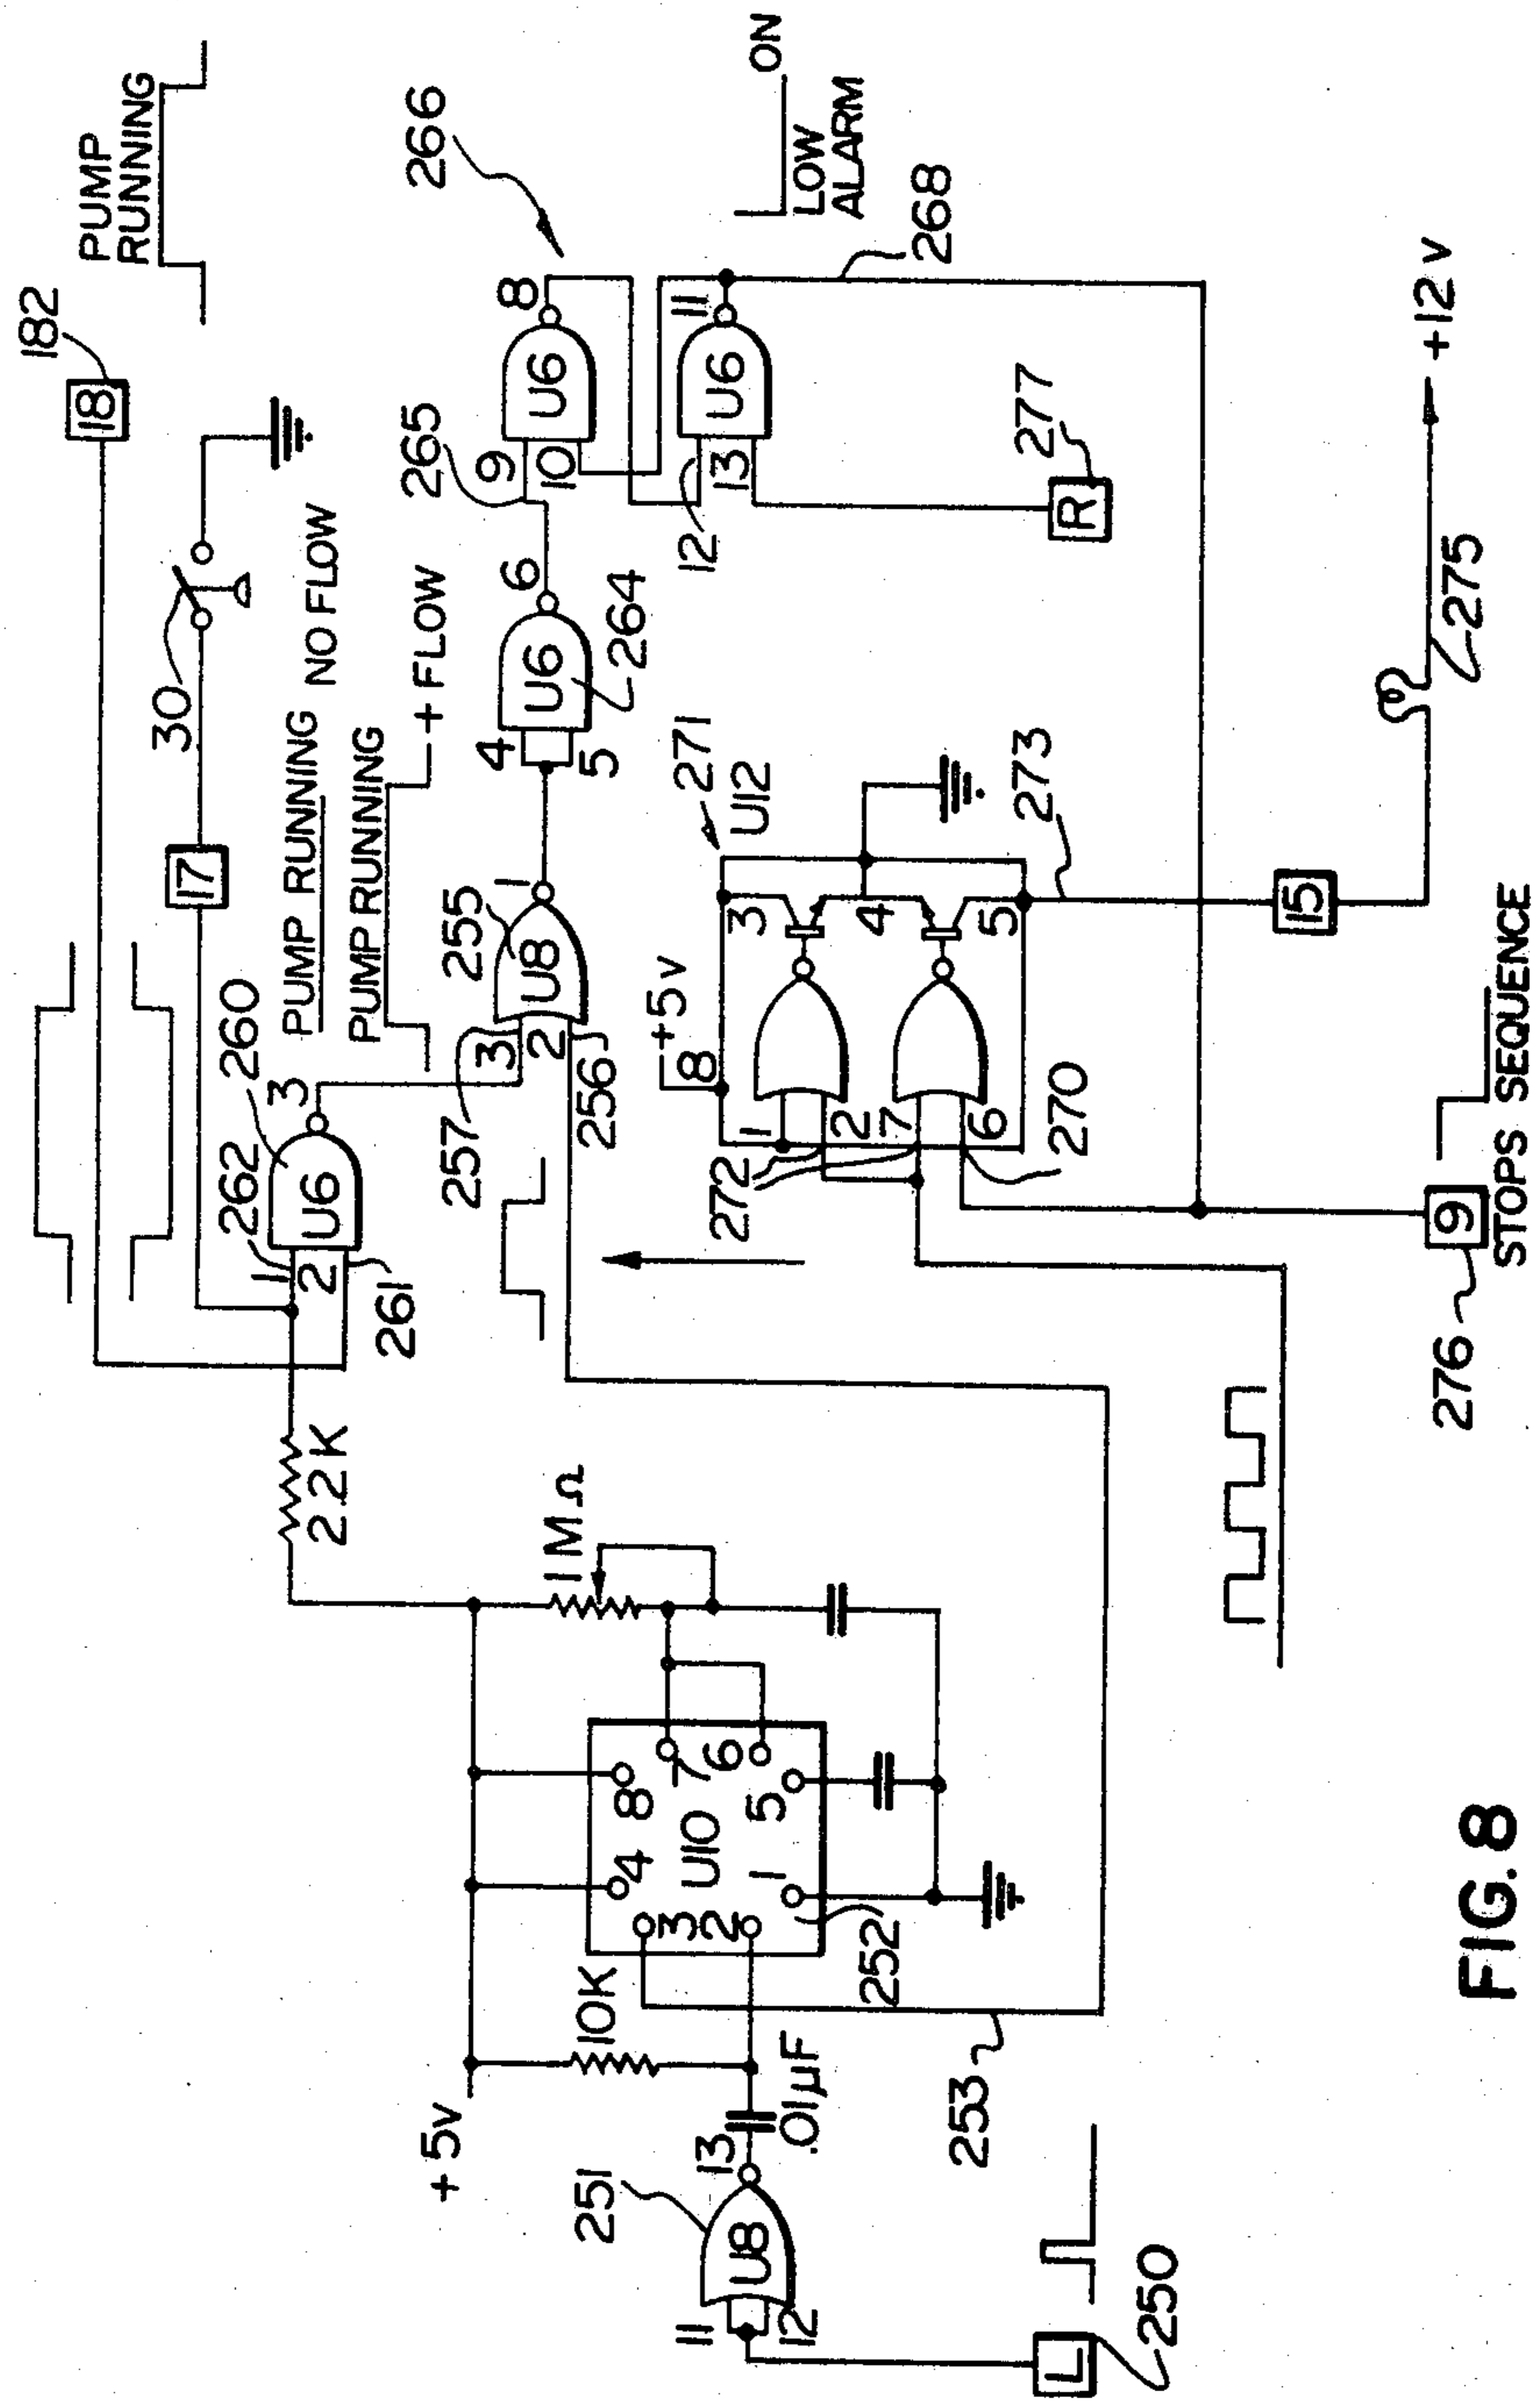 182
18
PUMP
RUNNING
30
17
262
260
3
U6
1
2
261
2.2K
PUMP RUNNING NO FLOW
PUMP RUNNING
+ FLOW
266
265
257
255
3
2
U8
1
256
4
5
U6
6
264
9
10
U6
8
12
13
U6
11
LOW
ALARM
ON
268
R
277
+5v
10K
1MΩ
4
8
3
2
U10
7
6
1
5
252
251
11
12
U8
13
.01µF
253
L
250
+5v
8
271
U12
1
2
7
6
3
4
5
272
270
273
15
275
+12v
9
276
STOPS SEQUENCE
FIG. 8